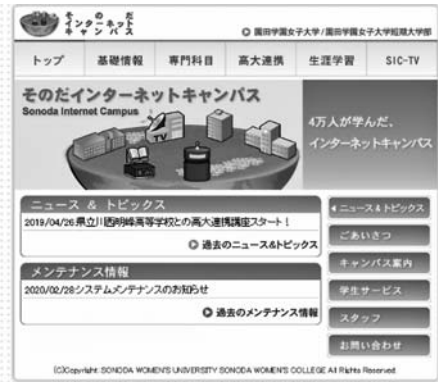 そのだ
インターネット
キャンパス
園田学園女子大学/園田学園女子大学短期大学部
トップ 基礎情報 専門科目 高大連携 生涯学習 SIC-TV
そのだインターネットキャンパス
Sonoda Internet Campus
4万人が学んだ、
インターネットキャンパス
TV
ニュース & トピックス
2019/04/26:県立川西明峰高等学校との高大連携講座スタート!
過去のニュース&トピックス
メンテナンス情報
2020/02/28:システムメンテナンスのお知らせ
過去のメンテナンス情報
ニュース&トピックス
ごあいさつ
キャンパス案内
学生サービス
スタッフ
お問い合わせ
(C)Copyright: SONODA WOMEN'S UNIVERSITY SONODA WOMEN'S COLLEGE All Rights Reserved